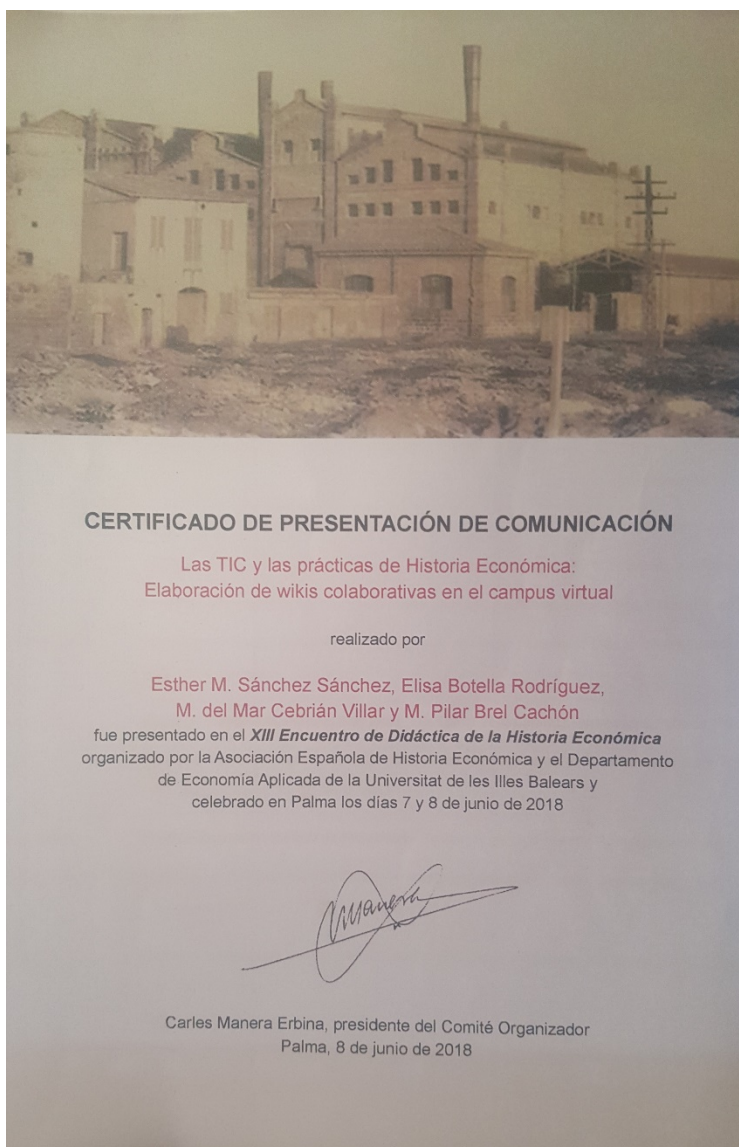 CERTIFICADO DE PRESENTACIÓN DE COMUNICACIÓN
Las TIC y las prácticas de Historia Económica:
Elaboración de wikis colaborativas en el campus virtual
realizado por
Esther M. Sánchez Sánchez, Elisa Botella Rodríguez,
M. del Mar Cebrián Villar y M. Pilar Brel Cachón
fue presentado en el XIII Encuentro de Didáctica de la Historia Económica
organizado por la Asociación Española de Historia Económica y el Departamento
de Economía Aplicada de la Universitat de les Illes Balears y
celebrado en Palma los días 7 y 8 de junio de 2018
Carles Manera Erbina, presidente del Comité Organizador
Palma, 8 de junio de 2018